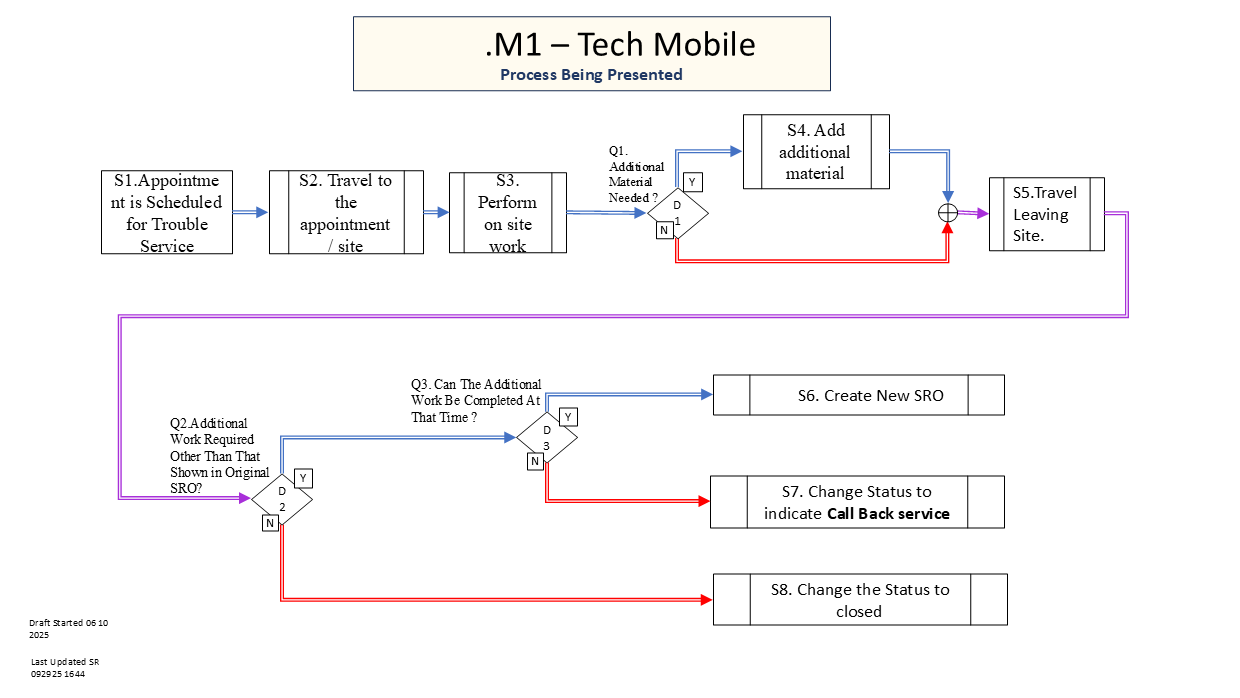 .M1 – Tech Mobile
Process Being Presented
S1.Appointme
nt is Scheduled
for Trouble
Service
S2. Travel to
the
appointment
/ site
S3.
Perform
on site
work
Q1.
Additional
Material
Needed ?
D
1
Y
N
S4. Add
additional
material
S5.Travel
Leaving
Site.
Q2.Additional
Work Required
Other Than That
Shown in Original
SRO?
D
2
Y
N
Q3. Can The Additional
Work Be Completed At
That Time ?
D
3
Y
N
S6. Create New SRO
S7. Change Status to
indicate Call Back service
S8. Change the Status to
closed
Draft Started 06 10
2025
Last Updated SR
092925 1644